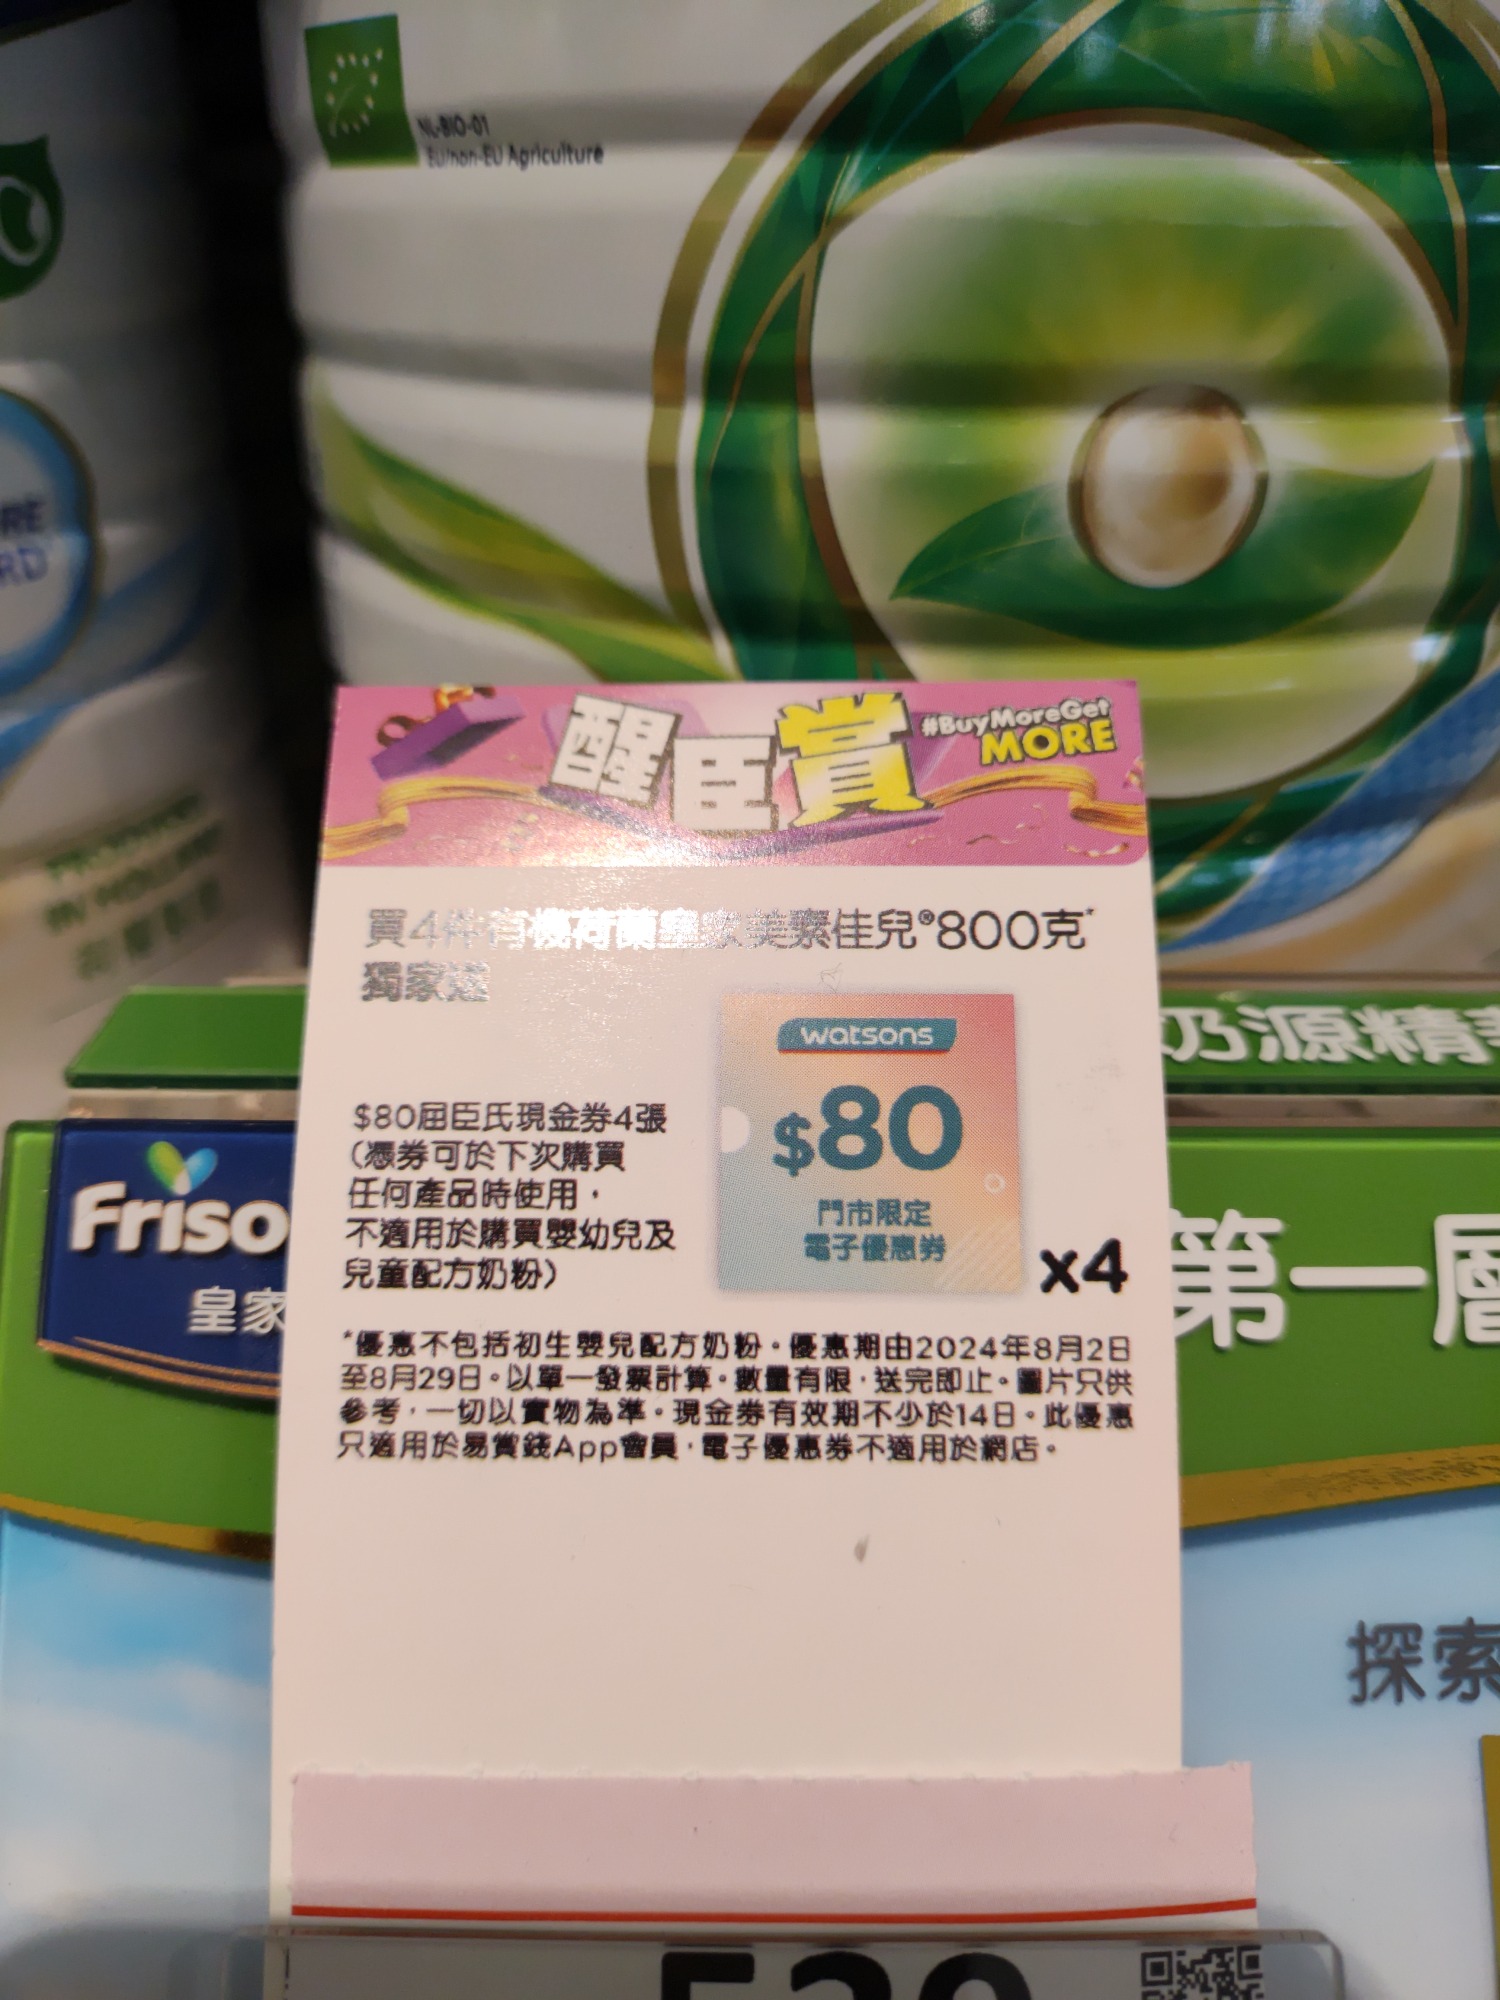 NL-BIO-01
EU/non-EU Agriculture
醒臣賞
#BuyMoreGet
MORE
買4件有機荷蘭皇家美素佳兒®800克*
獨家送
watsons
$80
門市限定
電子優惠券
x4
$80屈臣氏現金券4張
(憑券可於下次購買
任何產品時使用，
不適用於購買嬰幼兒及
兒童配方奶粉)
*優惠不包括初生嬰兒配方奶粉。優惠期由2024年8月2日
至8月29日。以單一發票計算。數量有限，送完即止。圖片只供
參考，一切以實物為準。現金券有效期不少於14日。此優惠
只適用於易賞錢App會員，電子優惠券不適用於網店。
奶源精
Friso
皇家
第一層
探索